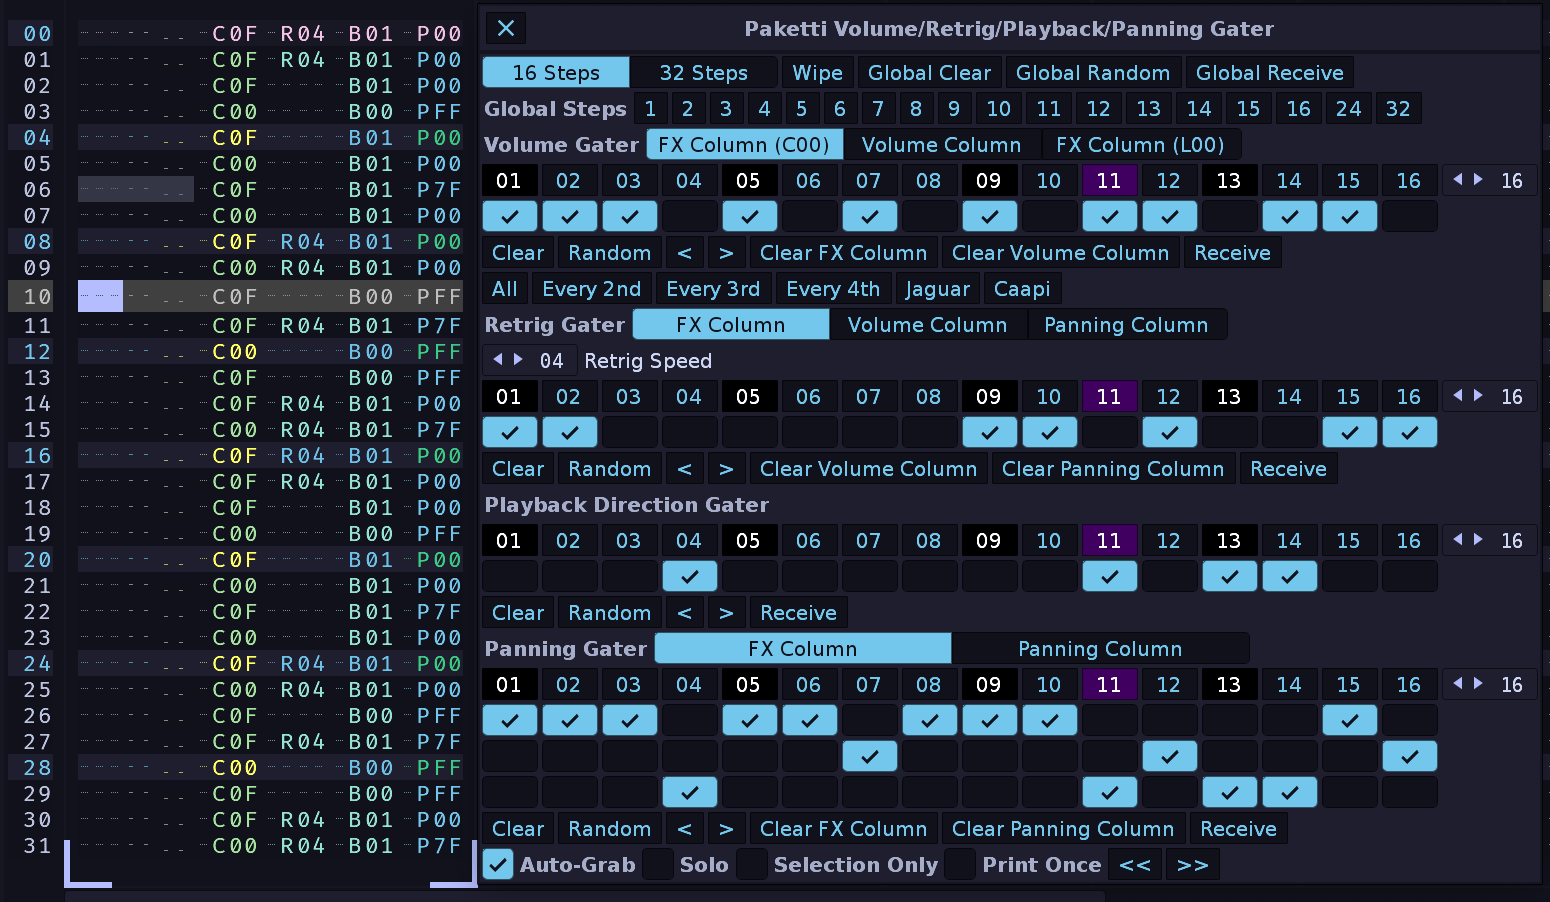 00 C0F R04 B01 P00
01 C0F R04 B01 P00
02 C0F B01 P00
03 C00 B00 PFF
04 C0F B01 P00
05 C00 B01 P00
06 C0F B01 P7F
07 C00 B01 P00
08 C0F R04 B01 P00
09 C00 R04 B01 P00
10 C0F B00 PFF
11 C0F R04 B01 P7F
12 C00 B00 PFF
13 C0F B00 PFF
14 C0F R04 B01 P00
15 C00 R04 B01 P7F
16 C0F R04 B01 P00
17 C0F R04 B01 P00
18 C0F B01 P00
19 C00 B00 PFF
20 C0F B01 P00
21 C00 B01 P00
22 C0F B01 P7F
23 C00 B01 P00
24 C0F R04 B01 P00
25 C00 R04 B01 P00
26 C0F B00 PFF
27 C0F R04 B01 P7F
28 C00 B00 PFF
29 C0F B00 PFF
30 C0F R04 B01 P00
31 C00 R04 B01 P7F
Paketti Volume/Retrig/Playback/Panning Gater
16 Steps 32 Steps Wipe Global Clear Global Random Global Receive
Global Steps 1 2 3 4 5 6 7 8 9 10 11 12 13 14 15 16 24 32
Volume Gater FX Column (C00) Volume Column FX Column (L00)
01 02 03 04 05 06 07 08 09 10 11 12 13 14 15 16 16
Clear Random < > Clear FX Column Clear Volume Column Receive
All Every 2nd Every 3rd Every 4th Jaguar Caapi
Retrig Gater FX Column Volume Column Panning Column
04 Retrig Speed
01 02 03 04 05 06 07 08 09 10 11 12 13 14 15 16 16
Clear Random < > Clear Volume Column Clear Panning Column Receive
Playback Direction Gater
01 02 03 04 05 06 07 08 09 10 11 12 13 14 15 16 16
Clear Random < > Receive
Panning Gater FX Column Panning Column
01 02 03 04 05 06 07 08 09 10 11 12 13 14 15 16 16
Clear Random < > Clear FX Column Clear Panning Column Receive
Auto-Grab Solo Selection Only Print Once << >>